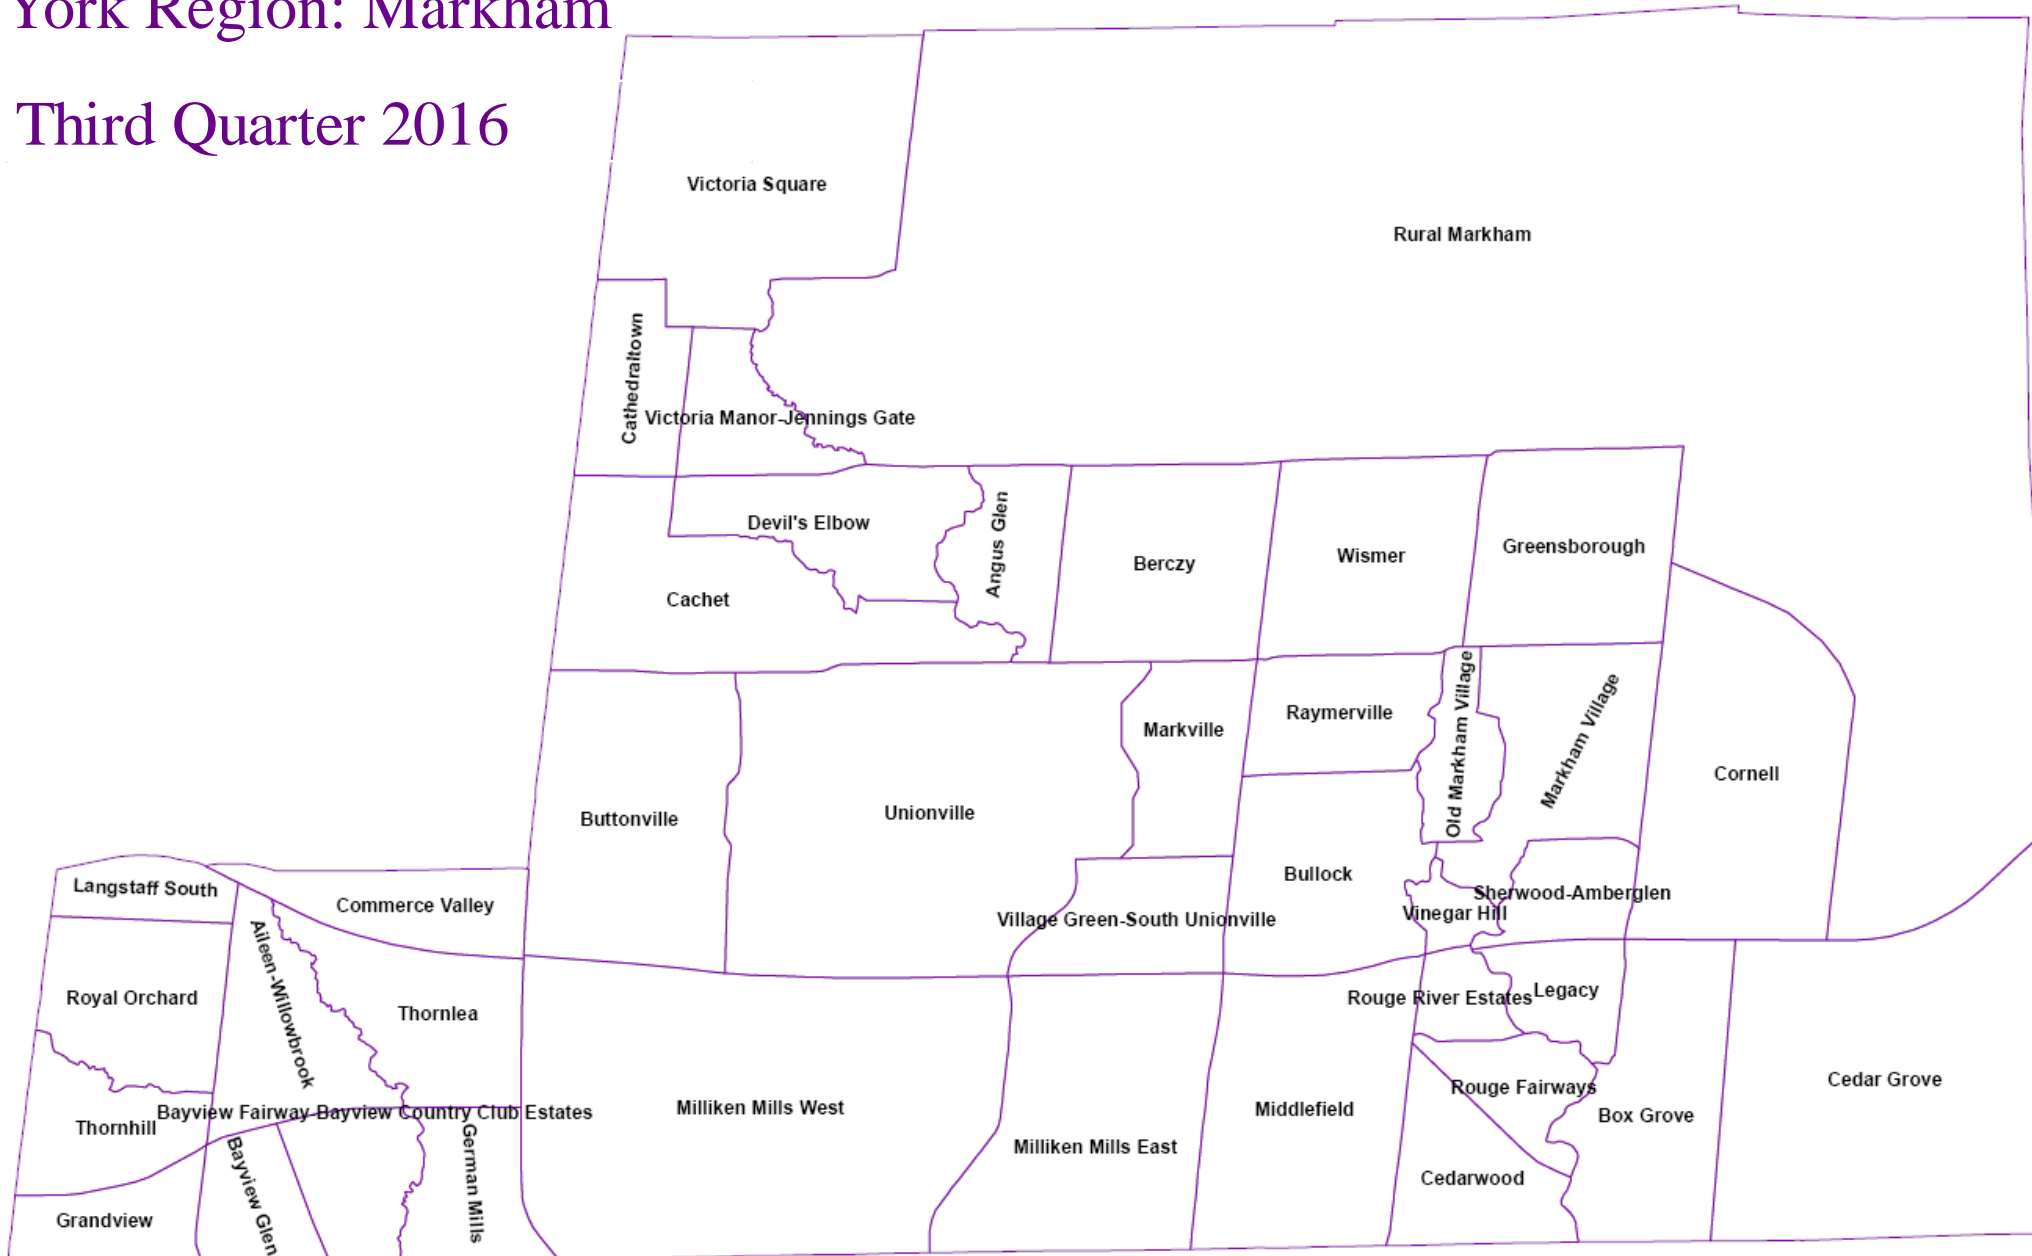 York Region: Markham
Third Quarter 2016
Victoria Square
Rural Markham
Cathedraltown
Victoria Manor-Jennings Gate
Devil's Elbow
Angus Glen
Berczy
Wismer
Greensborough
Cachet
Raymerville
Old Markham Village
Markham Village
Markville
Cornell
Buttonville
Unionville
Bullock
Langstaff South
Commerce Valley
Village Green-South Unionville
Vinegar Hill
Sherwood-Amberglen
Aileen-Willowbrook
Royal Orchard
Thornlea
Rouge River Estates
Legacy
Rouge Fairways
Cedar Grove
Thornhill
Bayview Fairway-Bayview Country Club Estates
Milliken Mills West
Middlefield
Box Grove
Milliken Mills East
German Mills
Cedarwood
Grandview
Bayview Glen